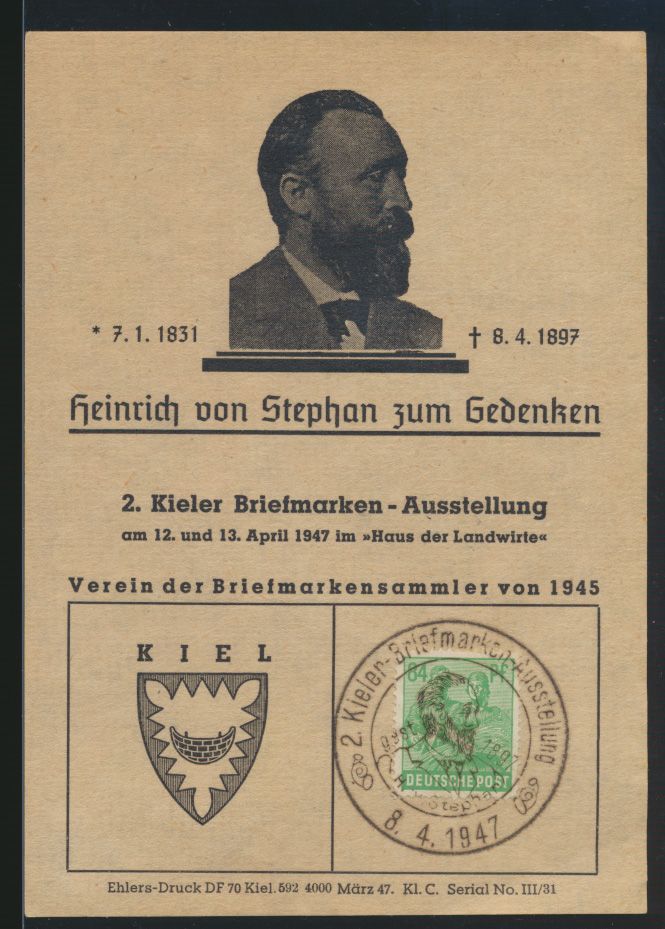 * 7. 1. 1831
† 8. 4. 1897
Heinrich von Stephan zum Gedenken
2. Kieler Briefmarken-Ausstellung
am 12. und 13. April 1947 im »Haus der Landwirte«
Verein der Briefmarkensammler von 1945
KIEL
2. Kieler-Briefmarken-Ausstellung
84 PF
1897
DEUTSCHE POST
8. 4. 1947
Ehlers-Druck DF 70 Kiel. 592 4000 März 47. Kl. C. Serial No. III/31